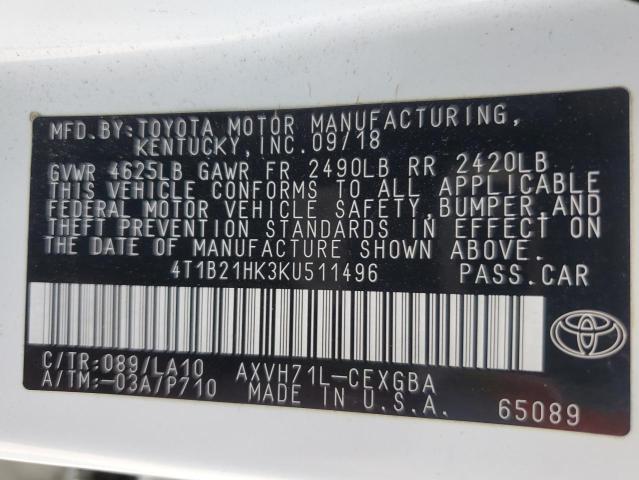 MFD.BY:TOYOTA MOTOR MANUFACTURING,
KENTUCKY,INC.09/18
GVWR 4625LB GAWR FR 2490LB RR 2420LB
THIS VEHICLE CONFORMS TO ALL APPLICABLE
FEDERAL MOTOR VEHICLE SAFETY,BUMPER,AND
THEFT PREVENTION STANDARDS IN EFFECT ON
THE DATE OF MANUFACTURE SHOWN ABOVE.
4T1B21HK3KU511496 PASS.CAR
C/TR:089/LA10 AXVH71L-CEXGBA
A/TM:-03A/P710 MADE IN U.S.A. 65089